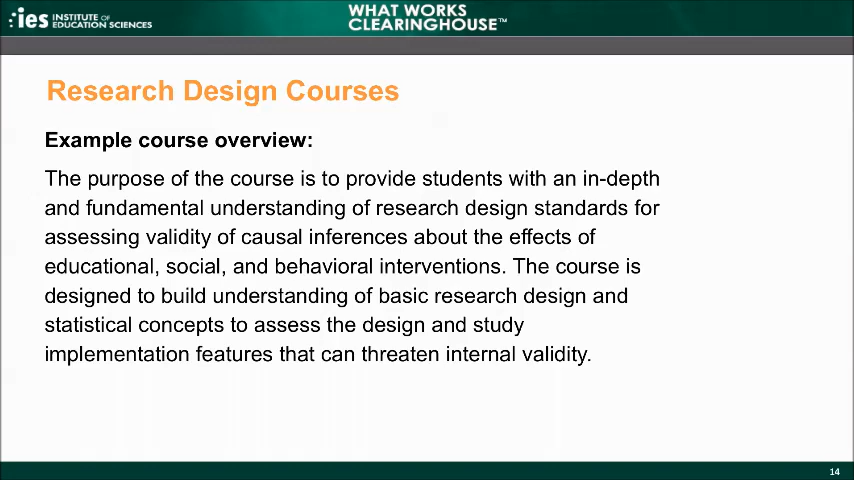 ies INSTITUTE OF
EDUCATION SCIENCES
WHAT WORKS
CLEARINGHOUSE™
Research Design Courses
Example course overview:
The purpose of the course is to provide students with an in-depth
and fundamental understanding of research design standards for
assessing validity of causal inferences about the effects of
educational, social, and behavioral interventions. The course is
designed to build understanding of basic research design and
statistical concepts to assess the design and study
implementation features that can threaten internal validity.
14